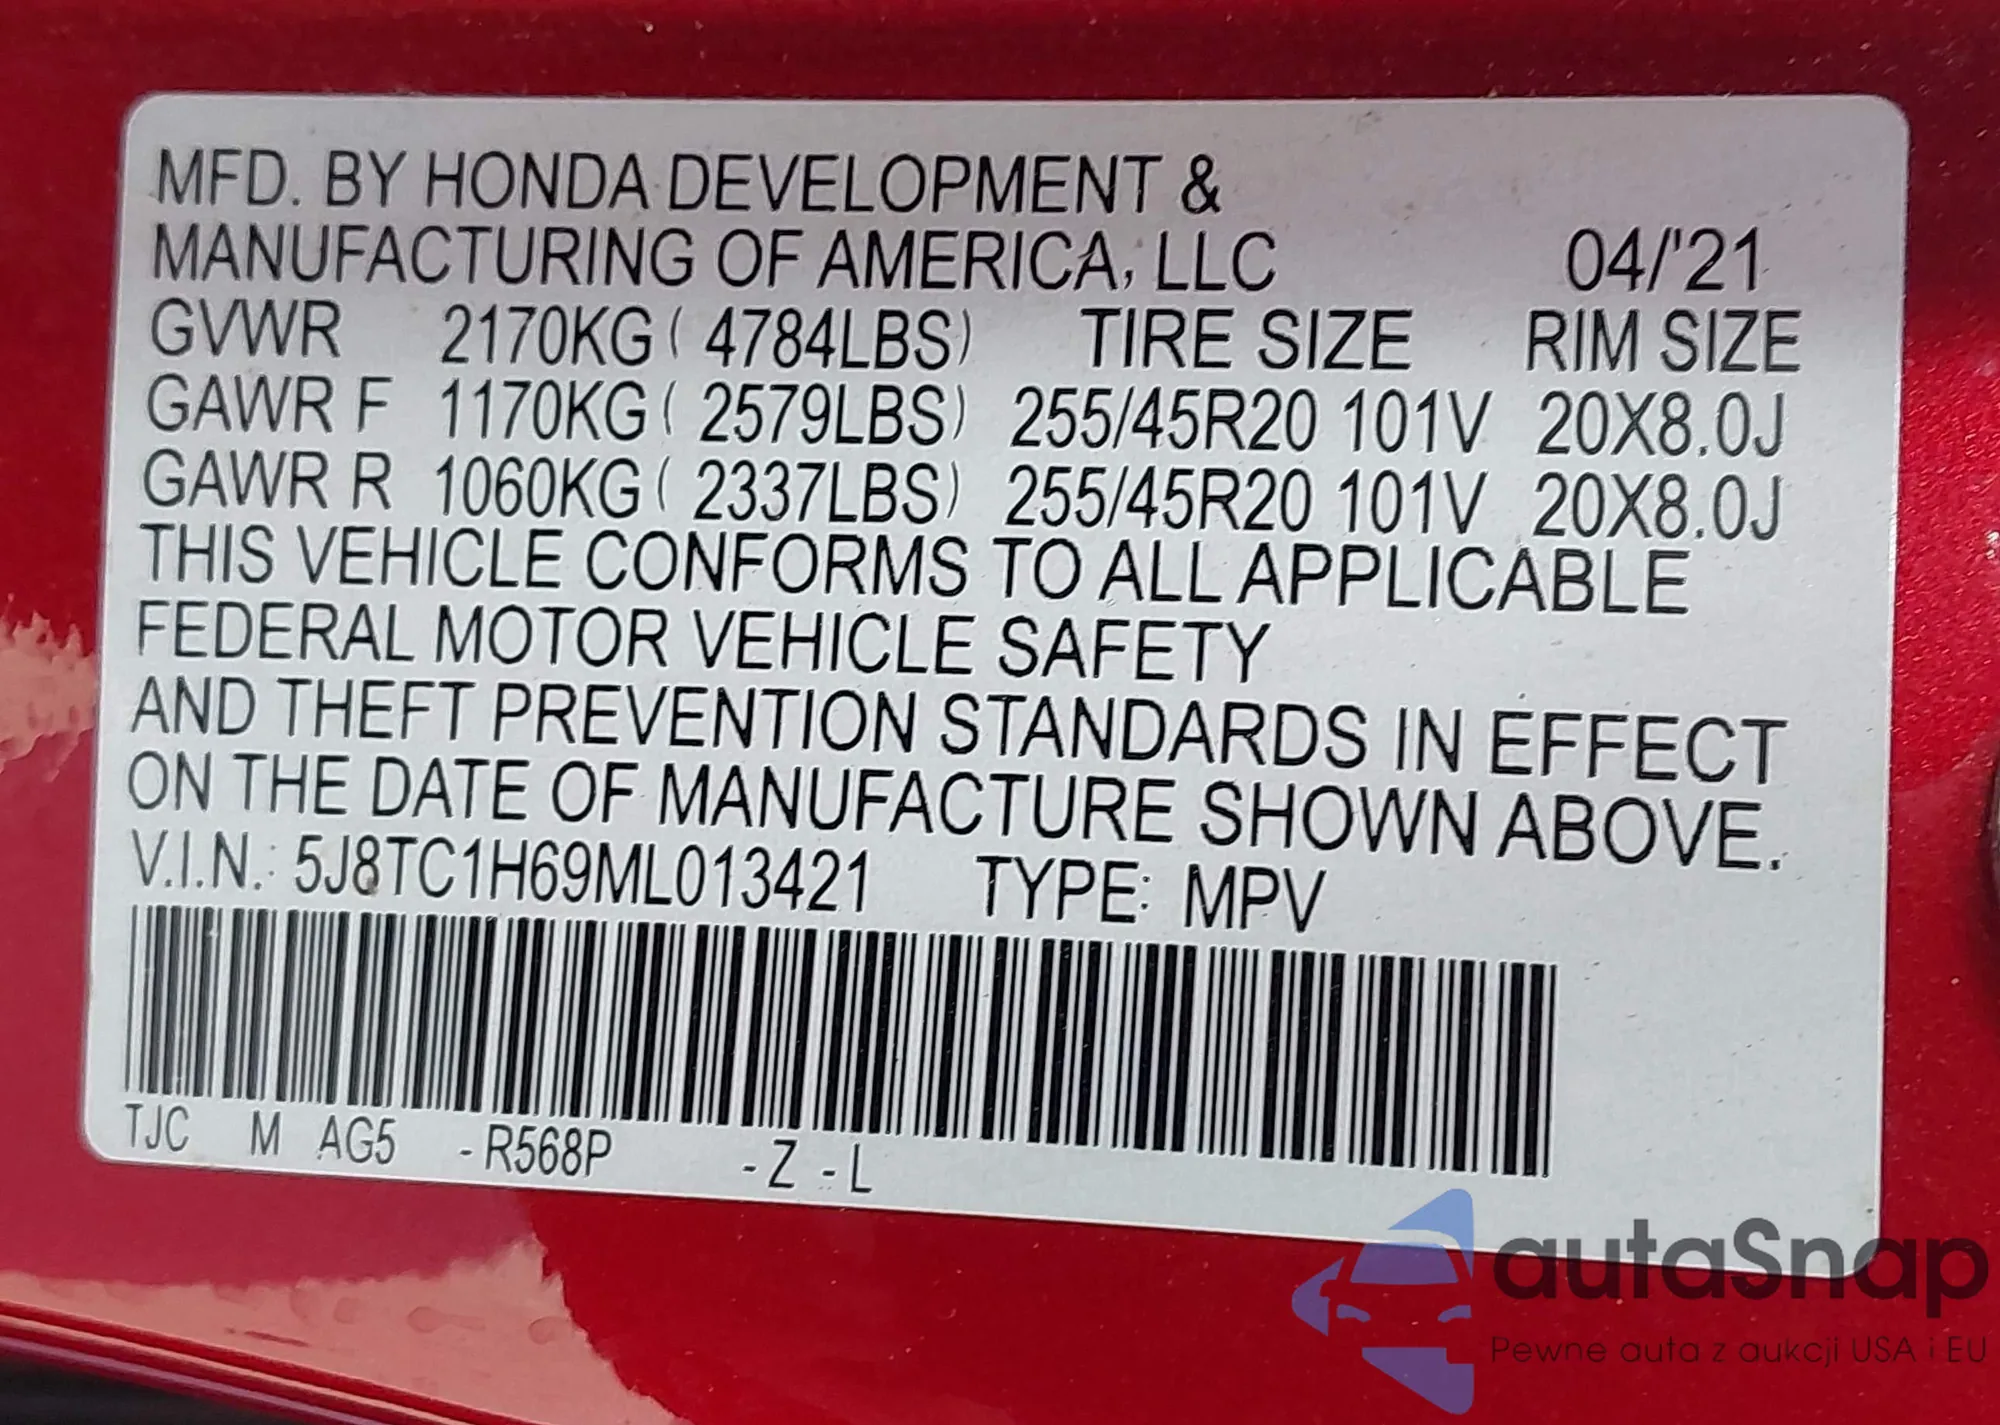 MFD. BY HONDA DEVELOPMENT &
MANUFACTURING OF AMERICA, LLC 04/'21
GVWR 2170KG ( 4784LBS) TIRE SIZE RIM SIZE
GAWR F 1170KG ( 2579LBS) 255/45R20 101V 20X8.0J
GAWR R 1060KG ( 2337LBS) 255/45R20 101V 20X8.0J
THIS VEHICLE CONFORMS TO ALL APPLICABLE
FEDERAL MOTOR VEHICLE SAFETY
AND THEFT PREVENTION STANDARDS IN EFFECT
ON THE DATE OF MANUFACTURE SHOWN ABOVE.
V.I.N.: 5J8TC1H69ML013421 TYPE: MPV
TJC M AG5 -R568P -Z -L
autaSnap
Pewne auta z aukcji USA i EU